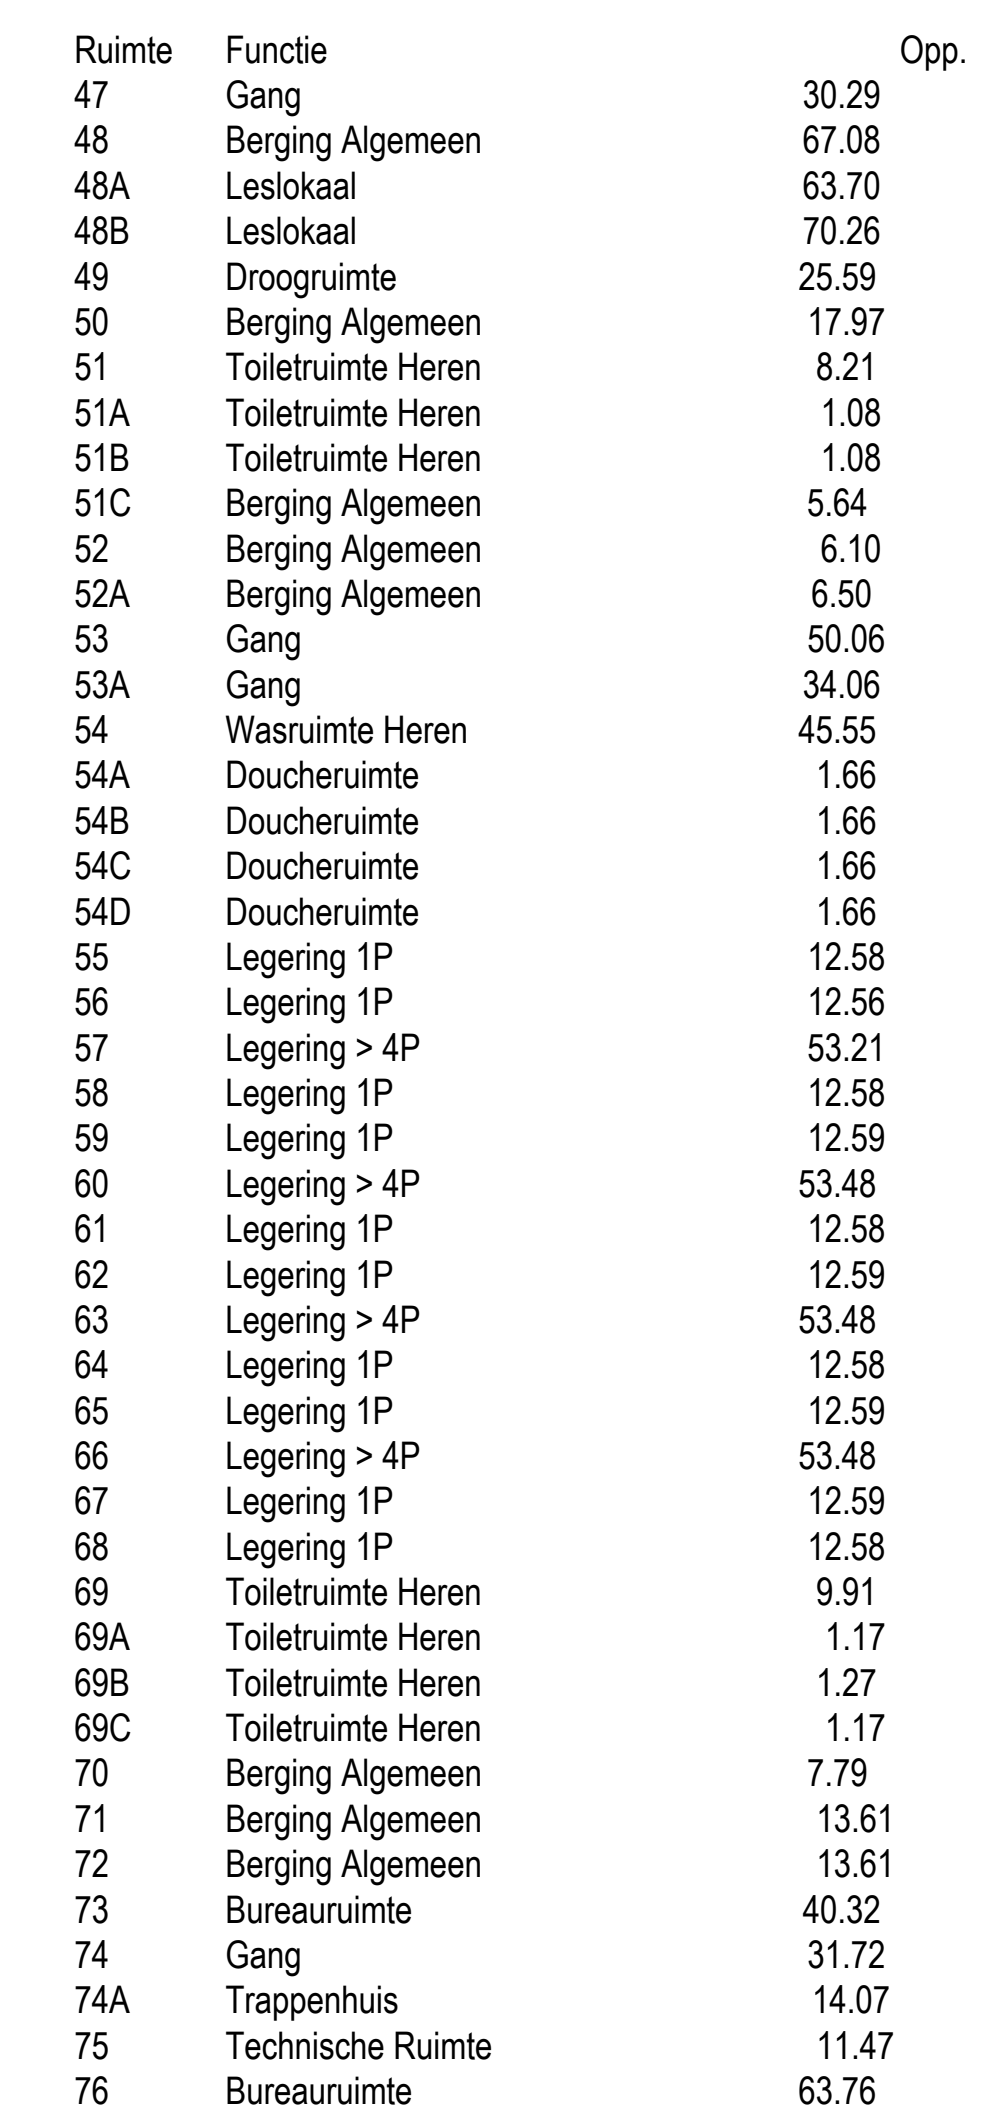 Ruimte Functie Opp.
47 Gang 30.29
48 Berging Algemeen 67.08
48A Leslokaal 63.70
48B Leslokaal 70.26
49 Droogruimte 25.59
50 Berging Algemeen 17.97
51 Toiletruimte Heren 8.21
51A Toiletruimte Heren 1.08
51B Toiletruimte Heren 1.08
51C Berging Algemeen 5.64
52 Berging Algemeen 6.10
52A Berging Algemeen 6.50
53 Gang 50.06
53A Gang 34.06
54 Wasruimte Heren 45.55
54A Doucheruimte 1.66
54B Doucheruimte 1.66
54C Doucheruimte 1.66
54D Doucheruimte 1.66
55 Legering 1P 12.58
56 Legering 1P 12.56
57 Legering > 4P 53.21
58 Legering 1P 12.58
59 Legering 1P 12.59
60 Legering > 4P 53.48
61 Legering 1P 12.58
62 Legering 1P 12.59
63 Legering > 4P 53.48
64 Legering 1P 12.58
65 Legering 1P 12.59
66 Legering > 4P 53.48
67 Legering 1P 12.59
68 Legering 1P 12.58
69 Toiletruimte Heren 9.91
69A Toiletruimte Heren 1.17
69B Toiletruimte Heren 1.27
69C Toiletruimte Heren 1.17
70 Berging Algemeen 7.79
71 Berging Algemeen 13.61
72 Berging Algemeen 13.61
73 Bureauruimte 40.32
74 Gang 31.72
74A Trappenhuis 14.07
75 Technische Ruimte 11.47
76 Bureauruimte 63.76